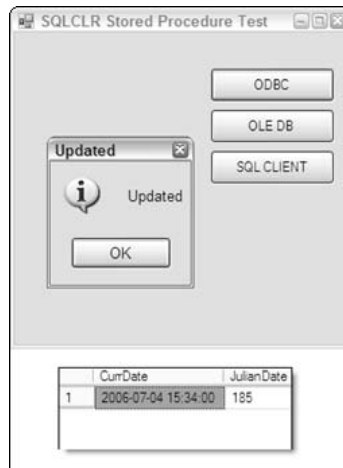 SQLCLR Stored Procedure Test
ODBC
OLE DB
SQL CLIENT
Updated
Updated
OK
CurrDate JulianDate
1 2006-07-04 15:34:00 185